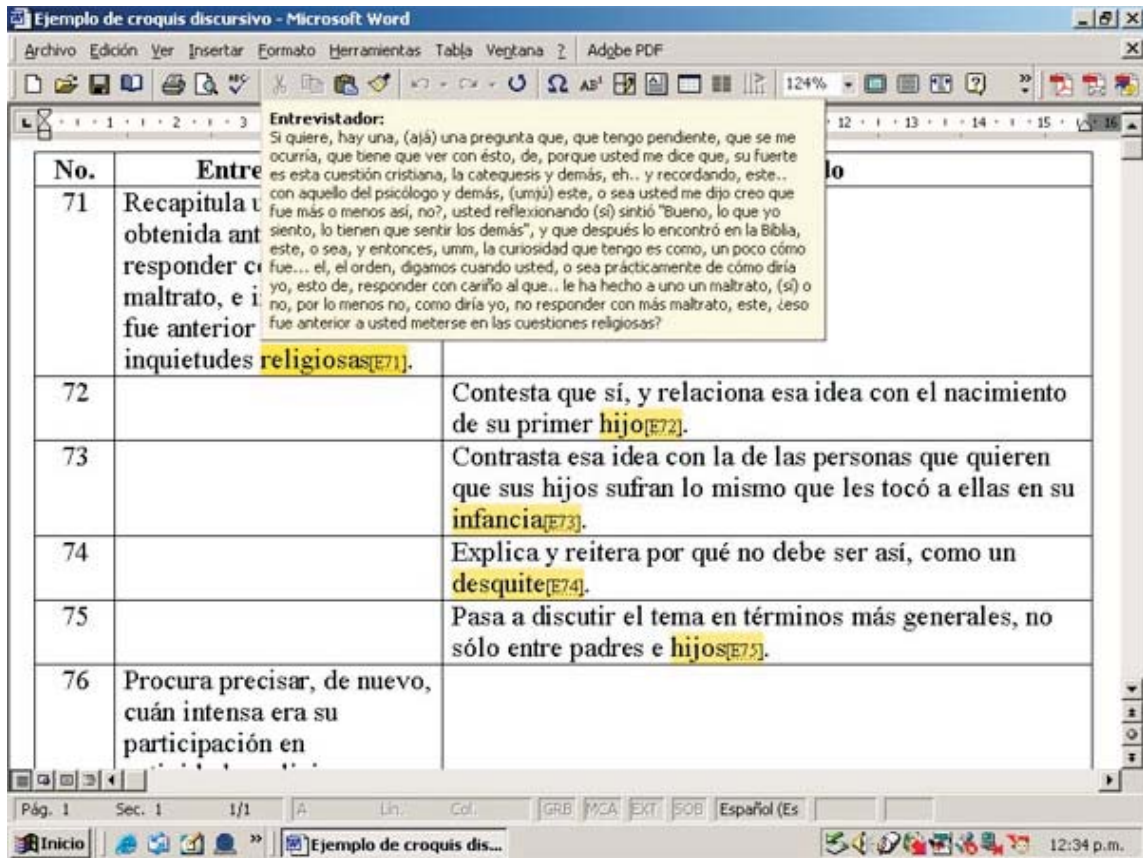 Ejemplo de croquis discursivo - Microsoft Word
Archivo Edición Ver Insertar Formato Herramientas Tabla Ventana ? Adobe PDF
124%
1 2 3 12 13 14 15 16
Entrevistador:
Si quiere, hay una, (ajá) una pregunta que, que tengo pendiente, que se me
ocurría, que tiene que ver con ésto, de, porque usted me dice que, su fuerte
es esta cuestión cristiana, la catequesis y demás, eh.. y recordando, este..
con aquello del psicólogo y demás, (umjú) este, o sea usted me dijo creo que
fue más o menos así, no?, usted reflexionando (sí) sintió "Bueno, lo que yo
siento, lo tienen que sentir los demás", y que después lo encontró en la Biblia,
este, o sea, y entonces, umm, la curiosidad que tengo es como, un poco cómo
fue... el, el orden, digamos cuando usted, o sea prácticamente de cómo diría
yo, esto de, responder con cariño al que.. le ha hecho a uno un maltrato, (sí) o
no, por lo menos no, como diría yo, no responder con más maltrato, este, ¿eso
fue anterior a usted meterse en las cuestiones religiosas?
No. Entre lo
71 Recapitula
obtenida ant
responder
maltrato, e
fue anterior
inquietudes religiosas[E71].
72 Contesta que sí, y relaciona esa idea con el nacimiento
de su primer hijo[E72].
73 Contrasta esa idea con la de las personas que quieren
que sus hijos sufran lo mismo que les tocó a ellas en su
infancia[E73].
74 Explica y reitera por qué no debe ser así, como un
desquite[E74].
75 Pasa a discutir el tema en términos más generales, no
sólo entre padres e hijos[E75].
76 Procura precisar, de nuevo,
cuán intensa era su
participación en
Pág. 1 Sec. 1 1/1 A Lín. Col. GRB MCA EXT SOB Español (Es
Inicio » Ejemplo de croquis dis... 12:34 p.m.